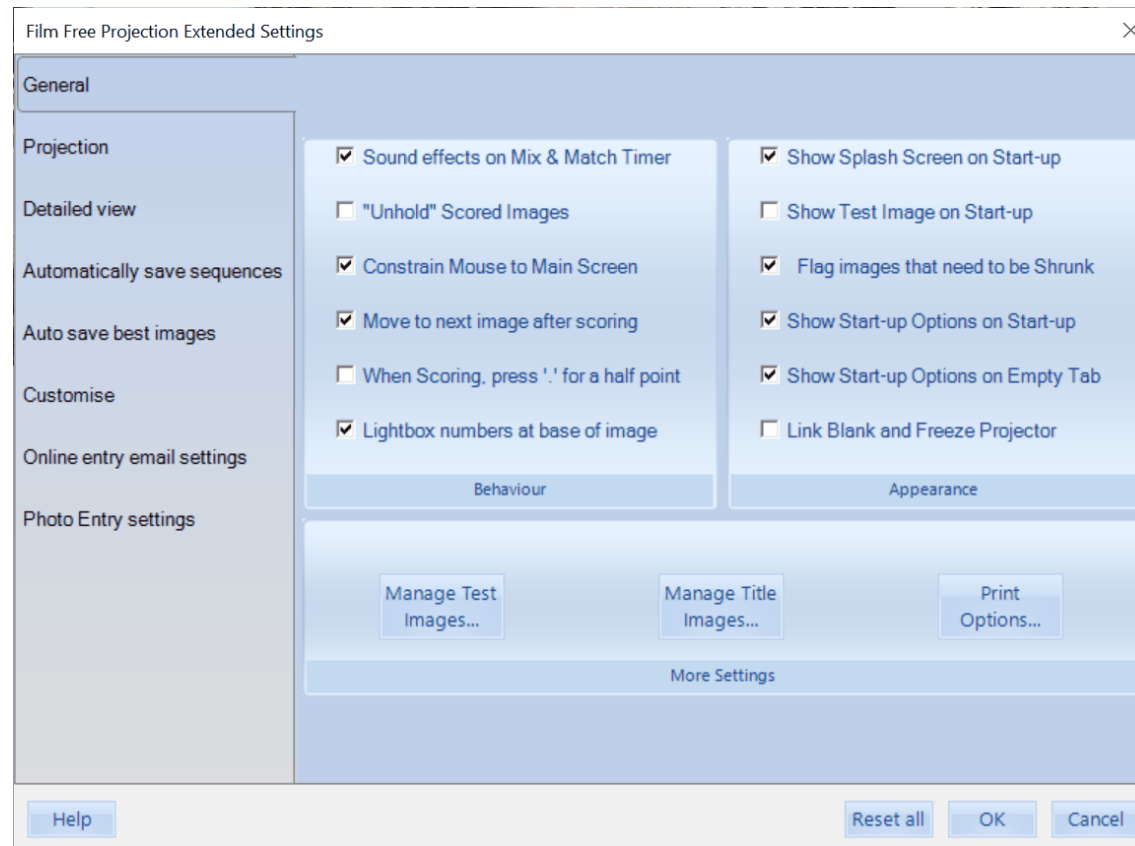 Film Free Projection Extended Settings
General
Projection
Detailed view
Automatically save sequences
Auto save best images
Customise
Online entry email settings
Photo Entry settings
Sound effects on Mix & Match Timer
"Unhold" Scored Images
Constrain Mouse to Main Screen
Move to next image after scoring
When Scoring, press '.' for a half point
Lightbox numbers at base of image
Behaviour
Show Splash Screen on Start-up
Show Test Image on Start-up
Flag images that need to be Shrunk
Show Start-up Options on Start-up
Show Start-up Options on Empty Tab
Link Blank and Freeze Projector
Appearance
Manage Test
Images...
Manage Title
Images...
Print
Options...
More Settings
Help
Reset all
OK
Cancel